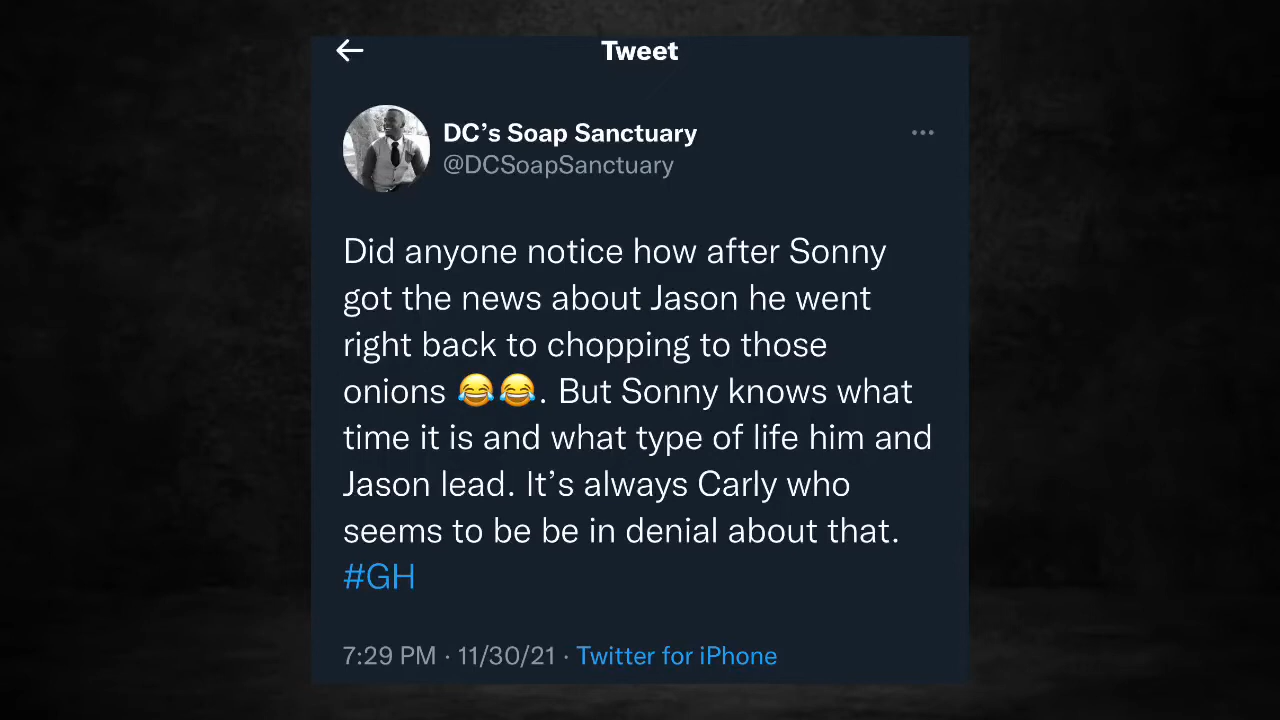 Tweet
DC’s Soap Sanctuary
@DCSoapSanctuary
Did anyone notice how after Sonny
got the news about Jason he went
right back to chopping to those
onions 😂😂. But Sonny knows what
time it is and what type of life him and
Jason lead. It’s always Carly who
seems to be be in denial about that.
#GH
7:29 PM · 11/30/21 · Twitter for iPhone